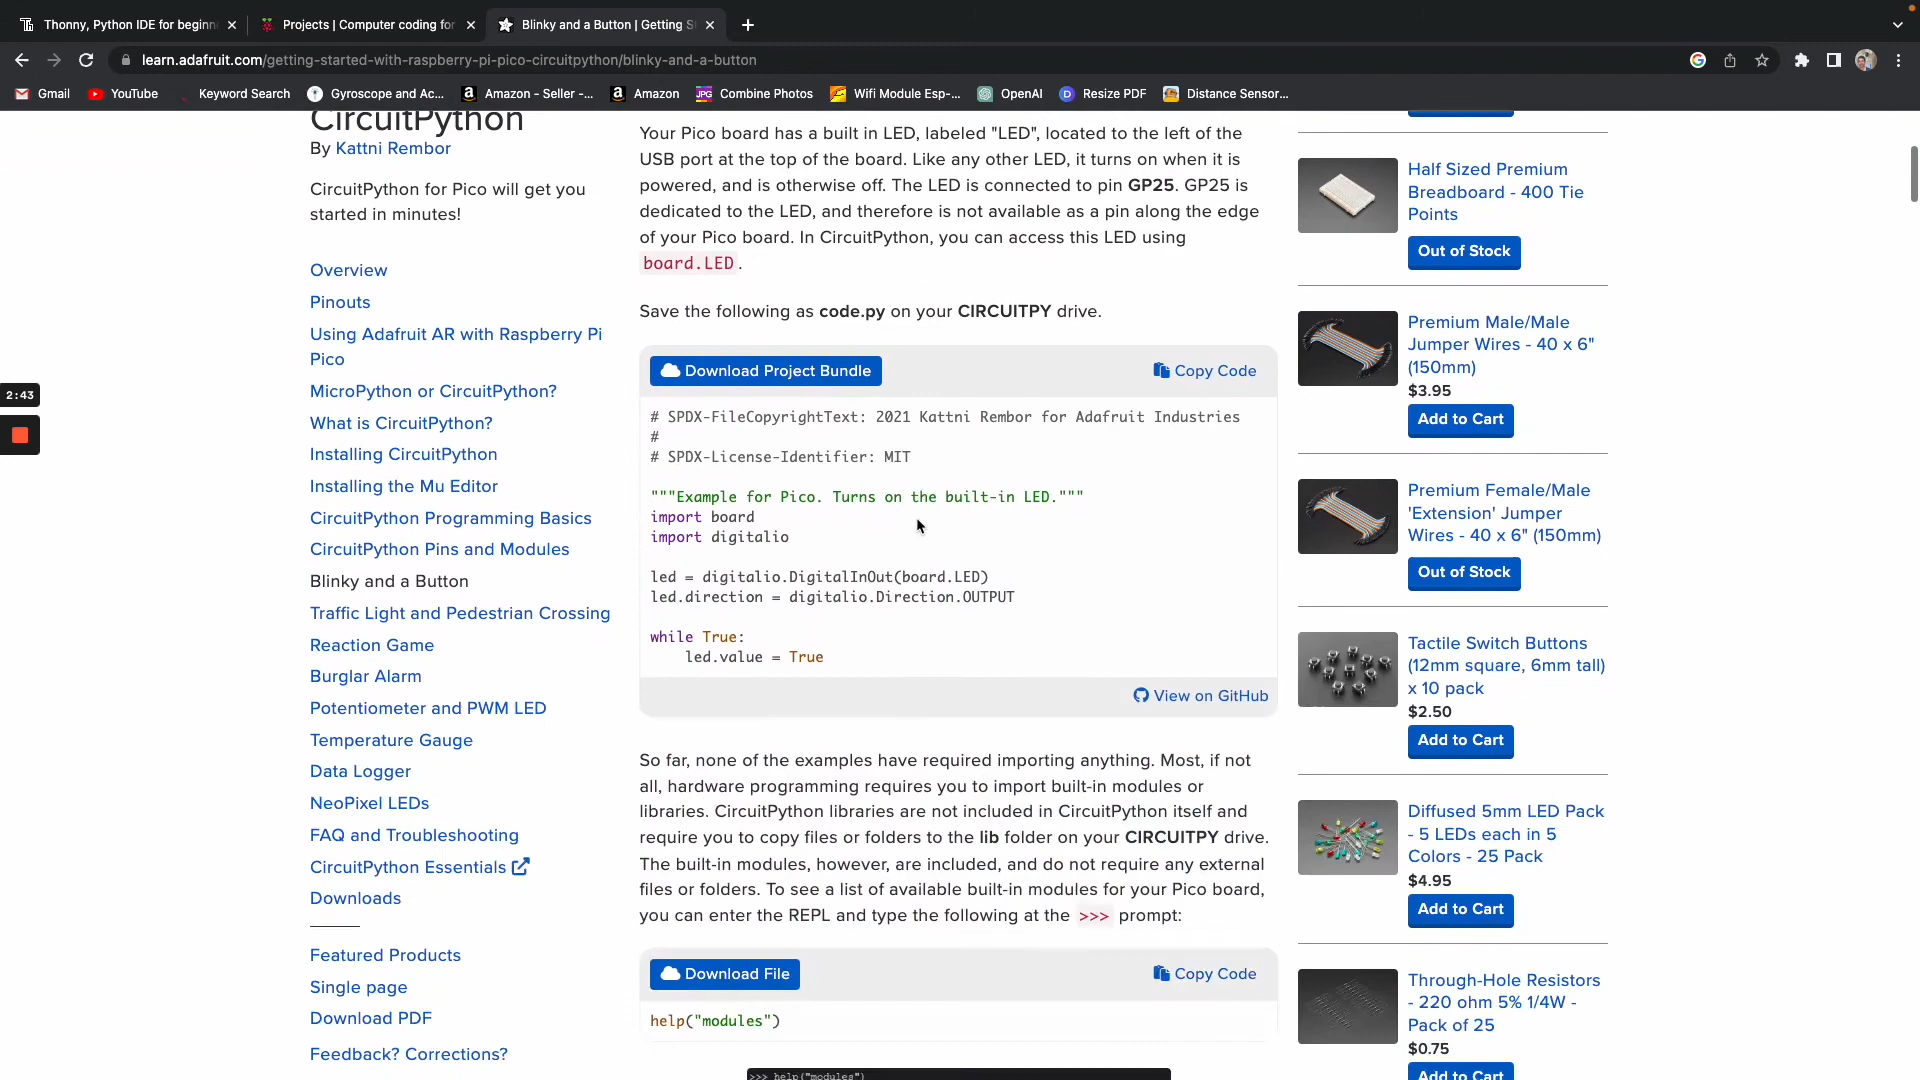 Thonny, Python IDE for beginn
Projects | Computer coding for
Blinky and a Button | Getting S
learn.adafruit.com/getting-started-with-raspberry-pi-pico-circuitpython/blinky-and-a-button
Gmail
YouTube
Keyword Search
Gyroscope and Ac...
Amazon - Seller -...
Amazon
JPG
Combine Photos
Wifi Module Esp-...
OpenAI
Resize PDF
Distance Sensor...
2:43
CircuitPython
By Kattni Rembor
CircuitPython for Pico will get you
started in minutes!
Overview
Pinouts
Using Adafruit AR with Raspberry Pi
Pico
MicroPython or CircuitPython?
What is CircuitPython?
Installing CircuitPython
Installing the Mu Editor
CircuitPython Programming Basics
CircuitPython Pins and Modules
Blinky and a Button
Traffic Light and Pedestrian Crossing
Reaction Game
Burglar Alarm
Potentiometer and PWM LED
Temperature Gauge
Data Logger
NeoPixel LEDs
FAQ and Troubleshooting
CircuitPython Essentials
Downloads
Featured Products
Single page
Download PDF
Feedback? Corrections?
Your Pico board has a built in LED, labeled "LED", located to the left of the
USB port at the top of the board. Like any other LED, it turns on when it is
powered, and is otherwise off. The LED is connected to pin GP25. GP25 is
dedicated to the LED, and therefore is not available as a pin along the edge
of your Pico board. In CircuitPython, you can access this LED using
board.LED.
Save the following as code.py on your CIRCUITPY drive.
Download Project Bundle
Copy Code
# SPDX-FileCopyrightText: 2021 Kattni Rembor for Adafruit Industries
#
# SPDX-License-Identifier: MIT
"""Example for Pico. Turns on the built-in LED."""
import board
import digitalio
led = digitalio.DigitalInOut(board.LED)
led.direction = digitalio.Direction.OUTPUT
while True:
    led.value = True
View on GitHub
So far, none of the examples have required importing anything. Most, if not
all, hardware programming requires you to import built-in modules or
libraries. CircuitPython libraries are not included in CircuitPython itself and
require you to copy files or folders to the lib folder on your CIRCUITPY drive.
The built-in modules, however, are included, and do not require any external
files or folders. To see a list of available built-in modules for your Pico board,
you can enter the REPL and type the following at the >>> prompt:
Download File
Copy Code
help("modules")
>>> help("modules")
Half Sized Premium
Breadboard - 400 Tie
Points
Out of Stock
Premium Male/Male
Jumper Wires - 40 x 6"
(150mm)
$3.95
Add to Cart
Premium Female/Male
'Extension' Jumper
Wires - 40 x 6" (150mm)
Out of Stock
Tactile Switch Buttons
(12mm square, 6mm tall)
x 10 pack
$2.50
Add to Cart
Diffused 5mm LED Pack
- 5 LEDs each in 5
Colors - 25 Pack
$4.95
Add to Cart
Through-Hole Resistors
- 220 ohm 5% 1/4W -
Pack of 25
$0.75
Add to Cart